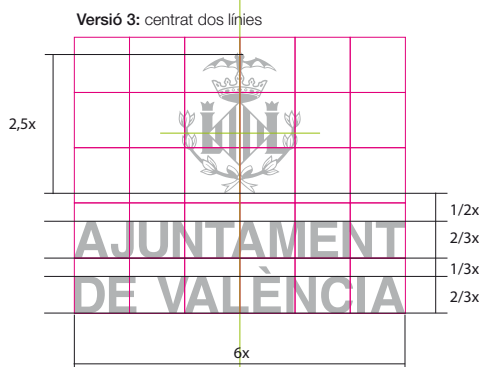 Versió 3: centrat dos línies
2,5x
1/2x
AJUNTAMENT
2/3x
1/3x
DE VALÈNCIA
2/3x
6x